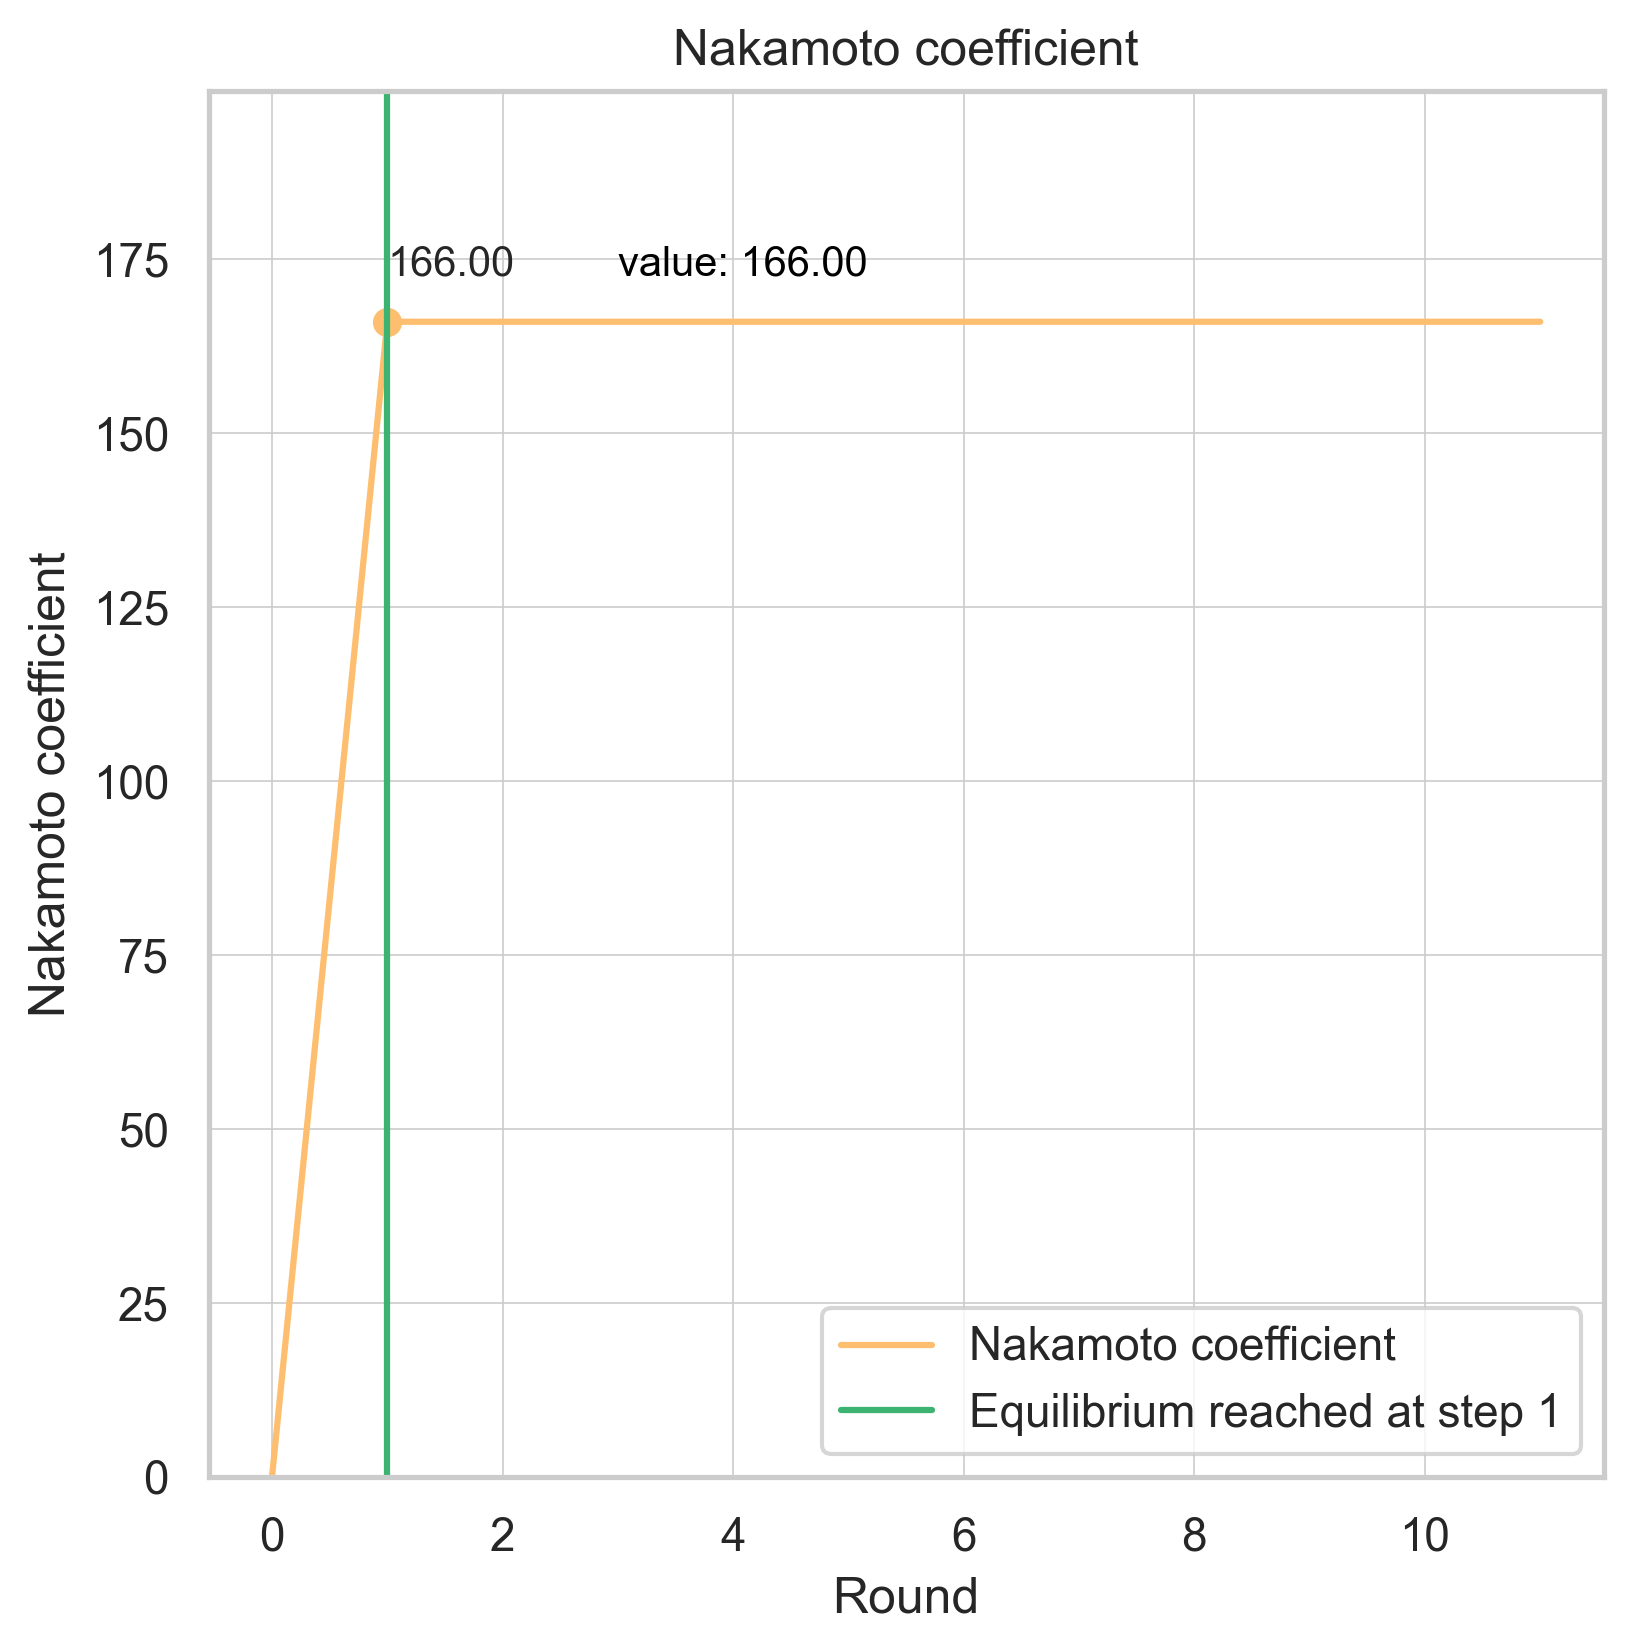 Nakamoto coefficient
166.00
value: 166.00
175
150
125
100
75
50
25
0
Nakamoto coefficient
0 2 4 6 8 10
Round
Nakamoto coefficient
Equilibrium reached at step 1